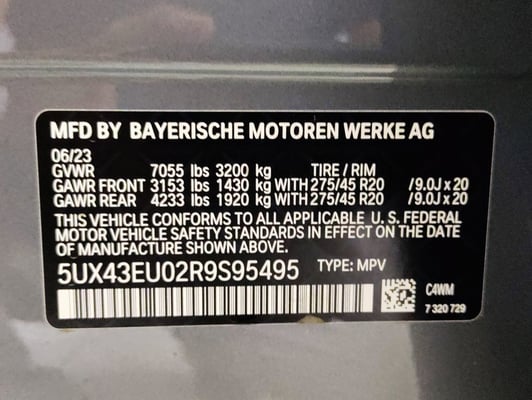 MFD BY BAYERISCHE MOTOREN WERKE AG
06/23
GVWR 7055 lbs 3200 kg TIRE / RIM
GAWR FRONT 3153 lbs 1430 kg WITH 275/45 R20 /9.0J x 20
GAWR REAR 4233 lbs 1920 kg WITH 275/45 R20 /9.0J x 20
THIS VEHICLE CONFORMS TO ALL APPLICABLE U. S. FEDERAL
MOTOR VEHICLE SAFETY STANDARDS IN EFFECT ON THE
DATE OF MANUFACTURE SHOWN ABOVE.
5UX43EU02R9S95495 TYPE: MPV
C4WM
7 320 729